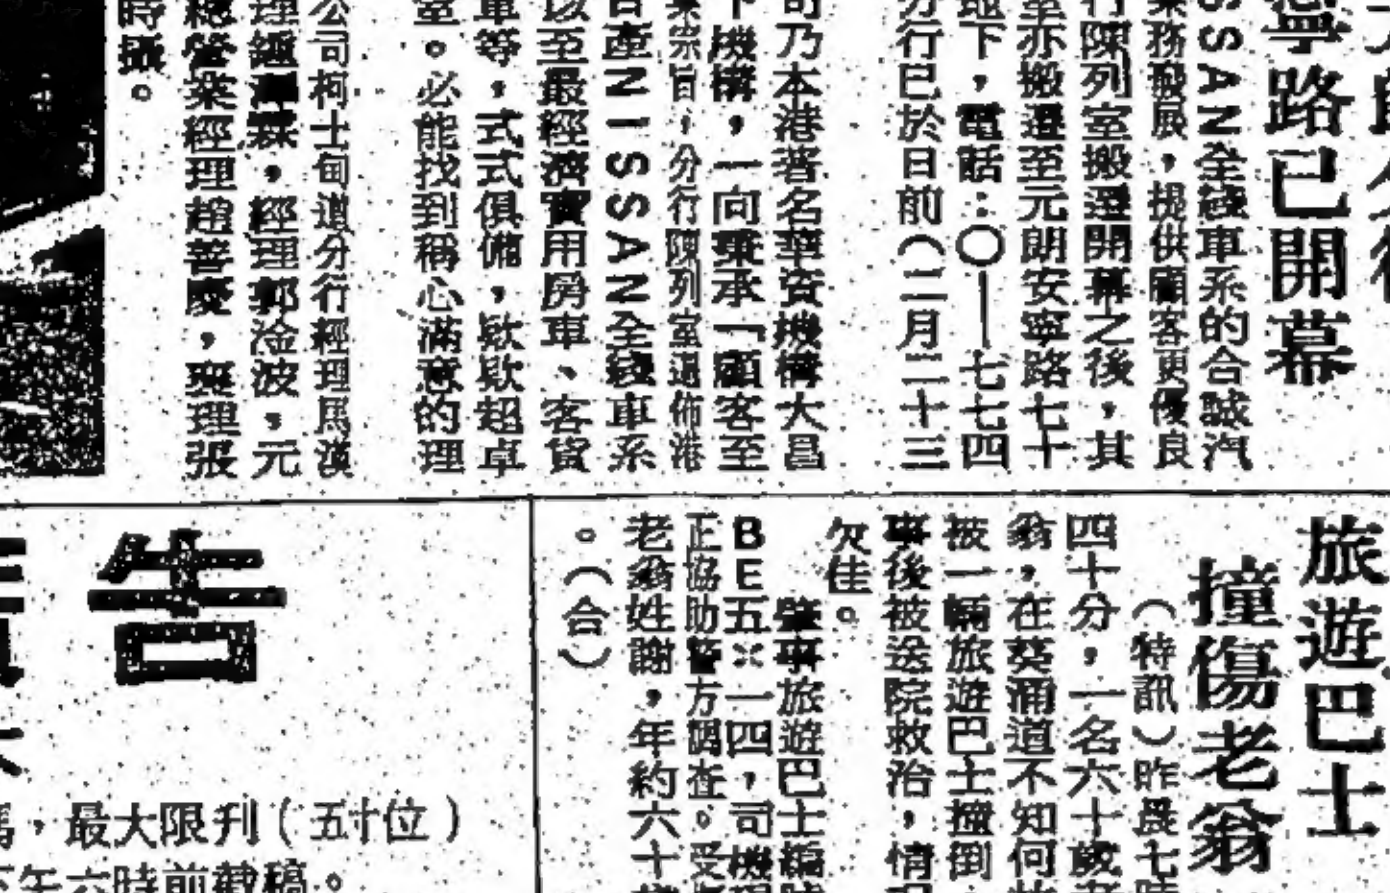 寧路已開幕
SSAN全綫車系的合誠汽
業務發展，提供顧客更優良
行陳列室搬遷開幕之後，其
室亦搬遷至元朗安寧路七十
地下，電話：〇一七七四
分行已於日前（二月二十三
司乃本港著名華資機構大昌
下機構，一向秉承「顧客至
業宗旨，分行陳列室遍佈港
日產NISSAN全綫車系
以至最經濟實用房車、客貨
車等，式式俱備，欵欵超卓
。必能找到稱心滿意的理
公司柯士甸道分行經理馬漢
，經理郭淦波，元
總營業經理趙善慶，理張
時攝。
旅遊巴士
撞傷老翁
（特訊）昨晨七時
四十分，一名六十歲
翁，在葵涌道不知何
被一輛旅遊巴士撞倒
事後被送院救治，情況
欠佳。
肇事旅遊巴士編號
BE五：一四，司機現
正協助警方調查。受
老翁姓謝，年約六十
。（合）
告
，最大限刋（五寸位）
下午六時前截稿。